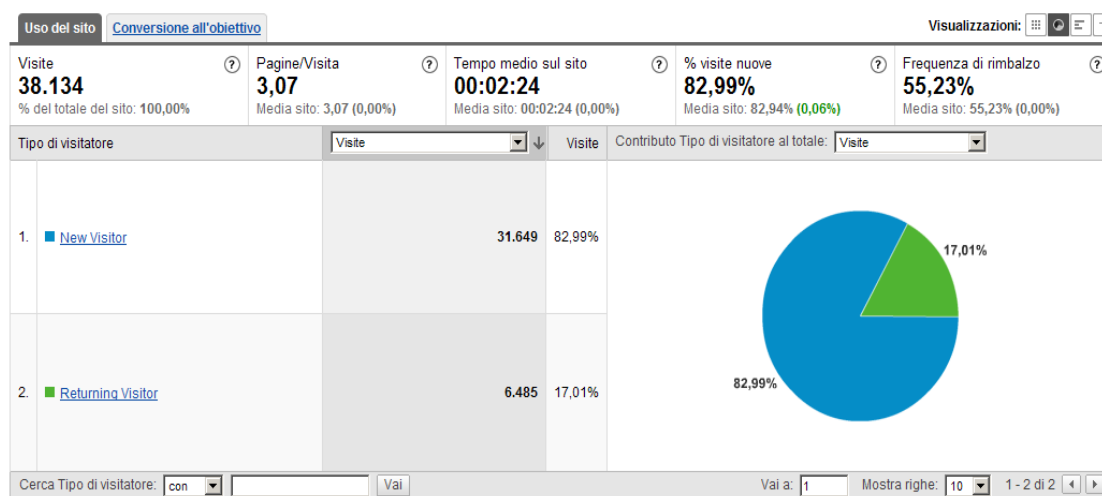 Uso del sito
Conversione all'obiettivo
Visualizzazioni:
Visite ?
38.134
% del totale del sito: 100,00%
Pagine/Visita ?
3,07
Media sito: 3,07 (0,00%)
Tempo medio sul sito ?
00:02:24
Media sito: 00:02:24 (0,00%)
% visite nuove ?
82,99%
Media sito: 82,94% (0,06%)
Frequenza di rimbalzo ?
55,23%
Media sito: 55,23% (0,00%)
Tipo di visitatore
Visite
Visite
Contributo Tipo di visitatore al totale: Visite
1. New Visitor 31.649 82,99%
2. Returning Visitor 6.485 17,01%
17,01%
82,99%
Cerca Tipo di visitatore: con Vai
Vai a: 1
Mostra righe: 10
1 - 2 di 2